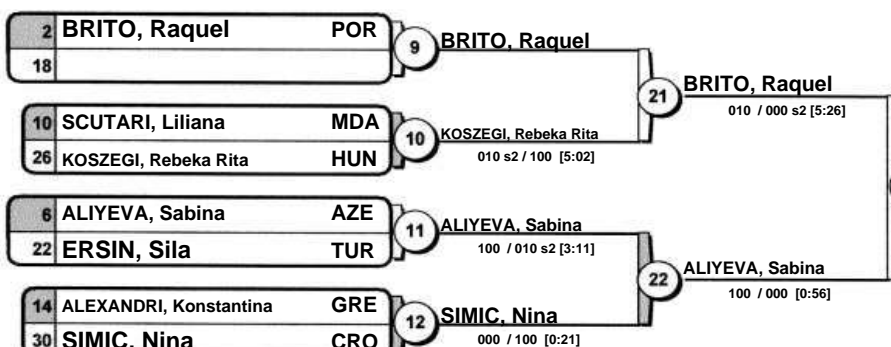 2 BRITO, Raquel POR
18
9
BRITO, Raquel
10 SCUTARI, Liliana MDA
26 KOSZEGI, Rebeka Rita HUN
10
KOSZEGI, Rebeka Rita
010 s2 / 100 [5:02]
21
BRITO, Raquel
010 / 000 s2 [5:26]
6 ALIYEVA, Sabina AZE
22 ERSIN, Sila TUR
11
ALIYEVA, Sabina
100 / 010 s2 [3:11]
14 ALEXANDRI, Konstantina GRE
30 SIMIC, Nina CRO
12
SIMIC, Nina
000 / 100 [0:21]
22
ALIYEVA, Sabina
100 / 000 [0:56]